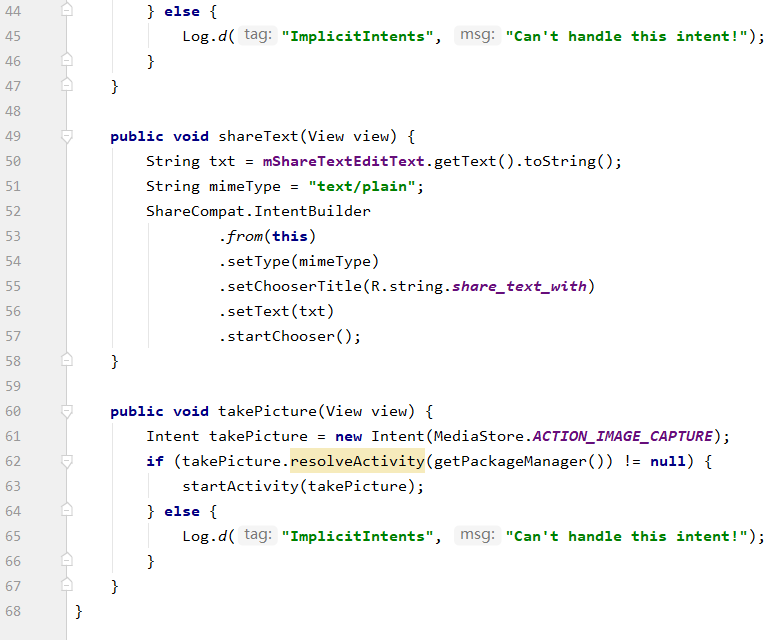 44         } else {
45             Log.d( tag: "ImplicitIntents", msg: "Can't handle this intent!");
46         }
47     }
48
49     public void shareText(View view) {
50         String txt = mShareTextEditText.getText().toString();
51         String mimeType = "text/plain";
52         ShareCompat.IntentBuilder
53                 .from(this)
54                 .setType(mimeType)
55                 .setChooserTitle(R.string.share_text_with)
56                 .setText(txt)
57                 .startChooser();
58     }
59
60     public void takePicture(View view) {
61         Intent takePicture = new Intent(MediaStore.ACTION_IMAGE_CAPTURE);
62         if (takePicture.resolveActivity(getPackageManager()) != null) {
63             startActivity(takePicture);
64         } else {
65             Log.d( tag: "ImplicitIntents", msg: "Can't handle this intent!");
66         }
67     }
68 }